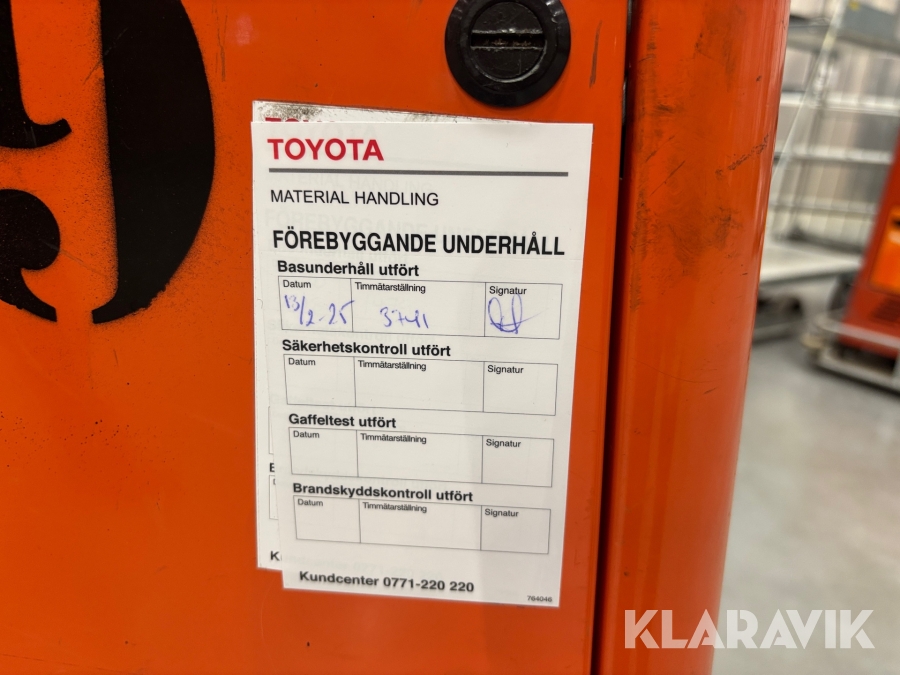 9
TOYOTA
MATERIAL HANDLING
FÖREBYGGANDE UNDERHÅLL
Basunderhåll utfört
Datum Timmätarställning Signatur
13/2-25 3741
Säkerhetskontroll utfört
Datum Timmätarställning Signatur
Gaffeltest utfört
Datum Timmätarställning Signatur
Brandskyddskontroll utfört
Datum Timmätarställning Signatur
Kundcenter 0771-220 220
764046
KLARAVIK